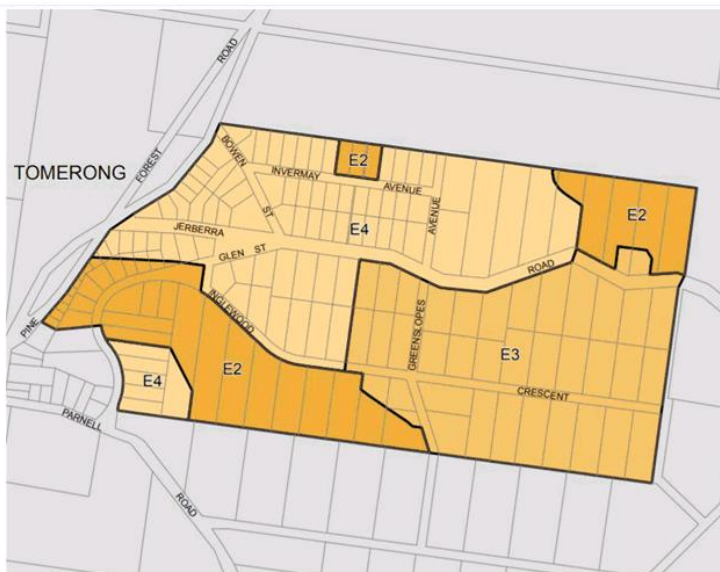 ROAD
FOREST
TOMERONG
BOWEN
ST
E2
INVERMAY
AVENUE
E2
JERBERRA
E4
AVENUE
GLEN ST
ROAD
INGLEWOOD
GREENSLOPES
E3
PINE
E4
E2
CRESCENT
PARNELL
ROAD